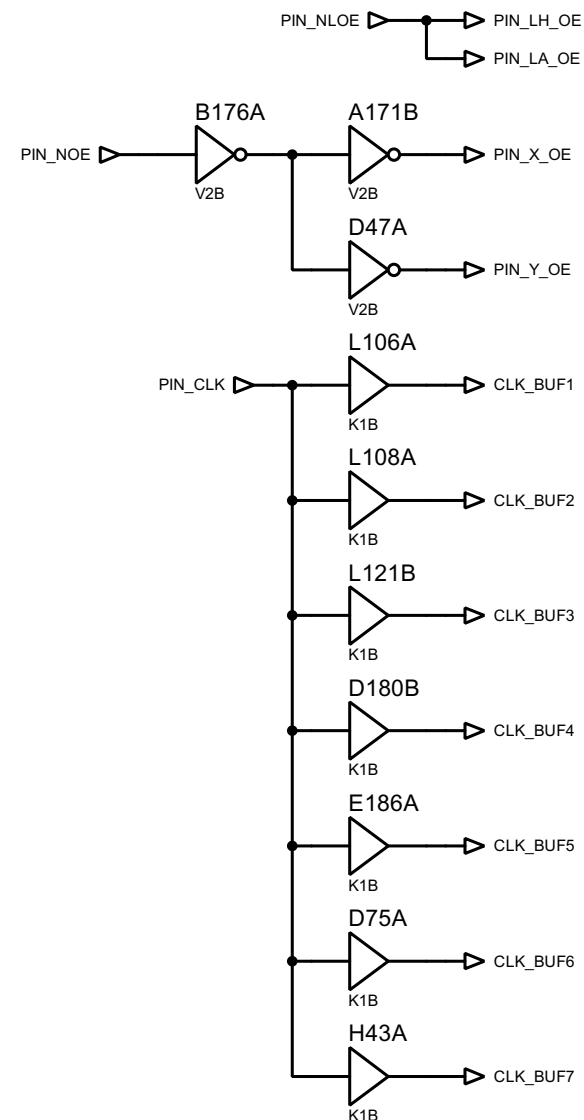 PIN_NLOE PIN_LH_OE
PIN_LA_OE
B176A A171B
PIN_NOE PIN_X_OE
V2B V2B
D47A
PIN_Y_OE
V2B
L106A
PIN_CLK CLK_BUF1
K1B
L108A
CLK_BUF2
K1B
L121B
CLK_BUF3
K1B
D180B
CLK_BUF4
K1B
E186A
CLK_BUF5
K1B
D75A
CLK_BUF6
K1B
H43A
CLK_BUF7
K1B